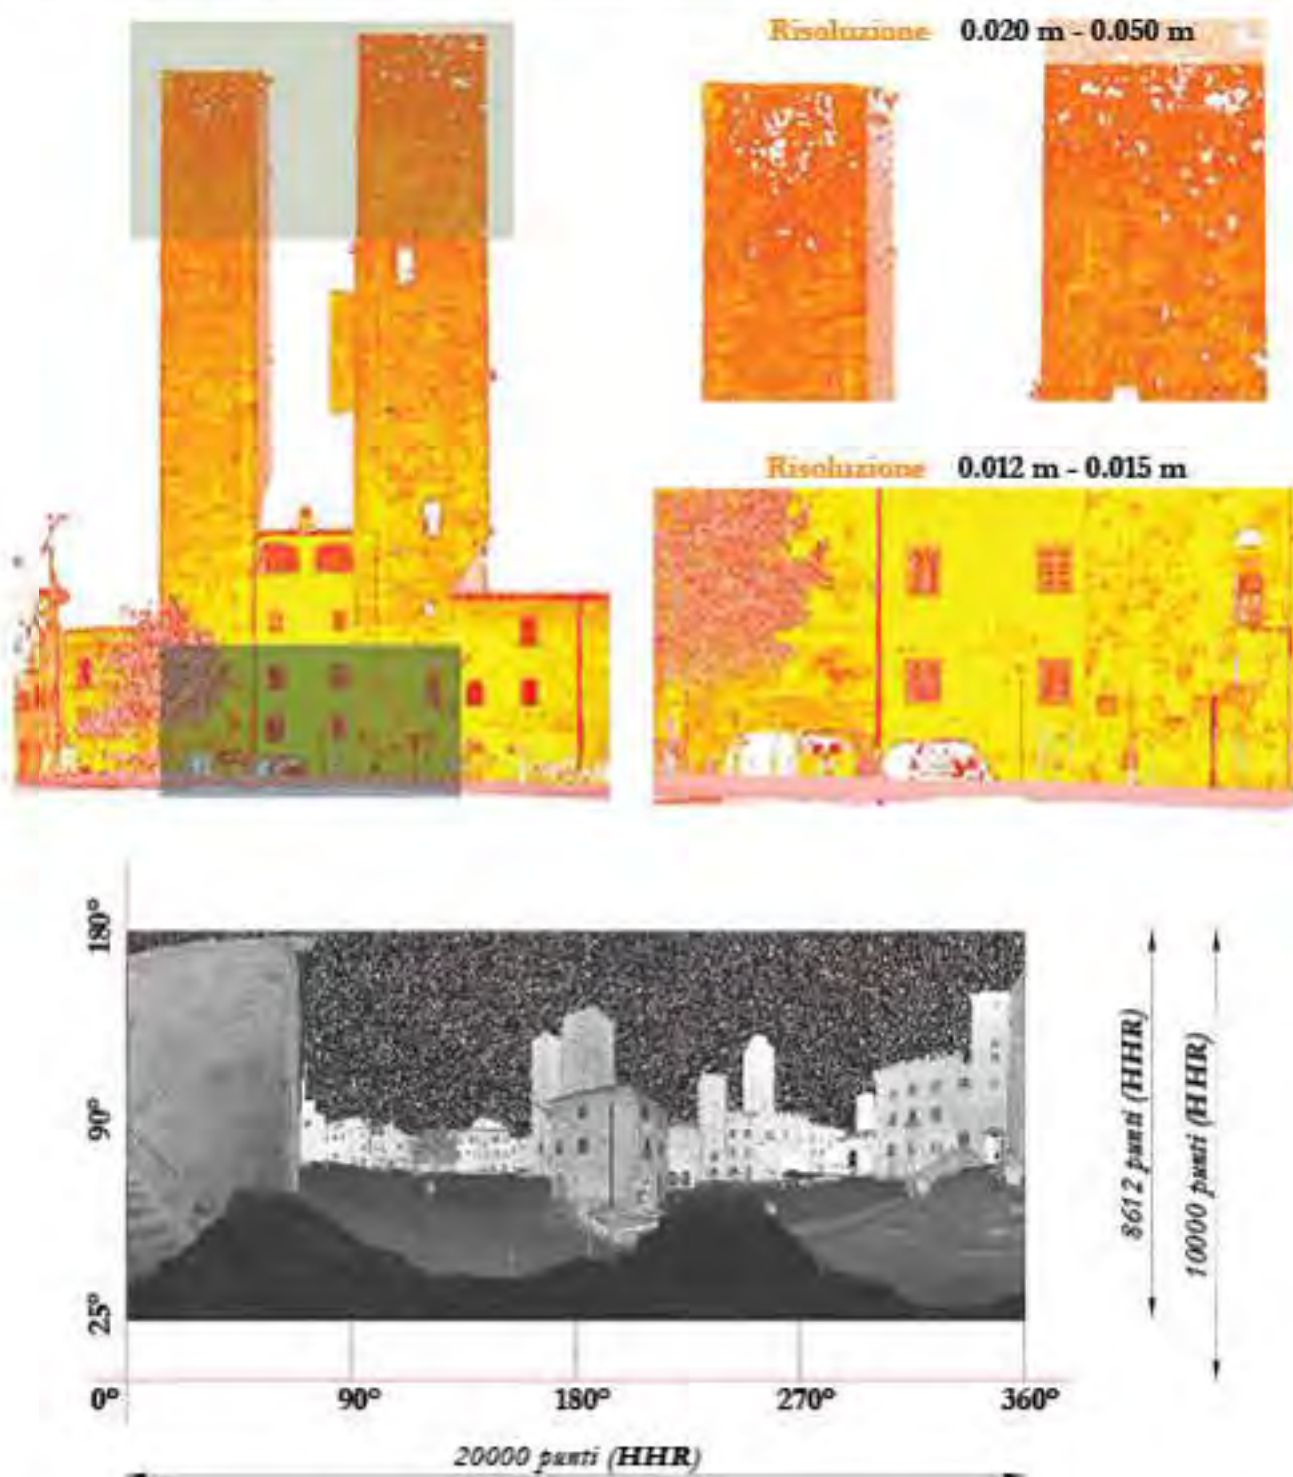 Risoluzione 0.020 m - 0.050 m
Risoluzione 0.012 m - 0.015 m
180°
90°
25°
0°
90°
180°
270°
360°
8612 punti (HHR)
10000 punti (HHR)
20000 punti (HHR)